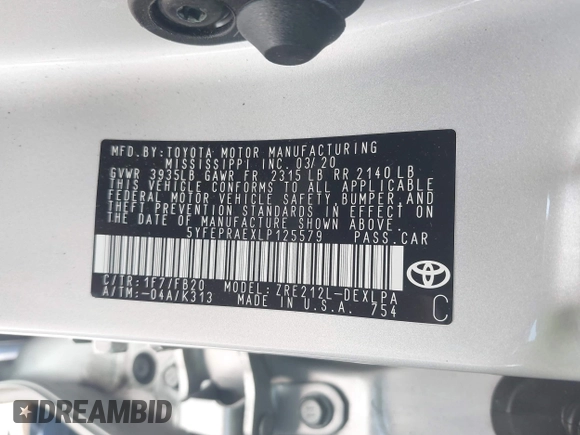 MFD.BY:TOYOTA MOTOR MANUFACTURING
MISSISSIPPI INC. 03/20
GVWR 3935LB GAWR FR 2315 LB RR 2140 LB
THIS VEHICLE CONFORMS TO ALL APPLICABLE
FEDERAL MOTOR VEHICLE SAFETY, BUMPER,AND
THEFT PREVENTION STANDARDS IN EFFECT ON
THE DATE OF MANUFACTURE SHOWN ABOVE.
5YFEPRAEXLP125579 PASS.CAR
C/TR:1F7/FB20 MODEL:ZRE212L-DEXLPA
A/TM:-04A/K313 MADE IN U.S.A. 754
C
DREAMBID